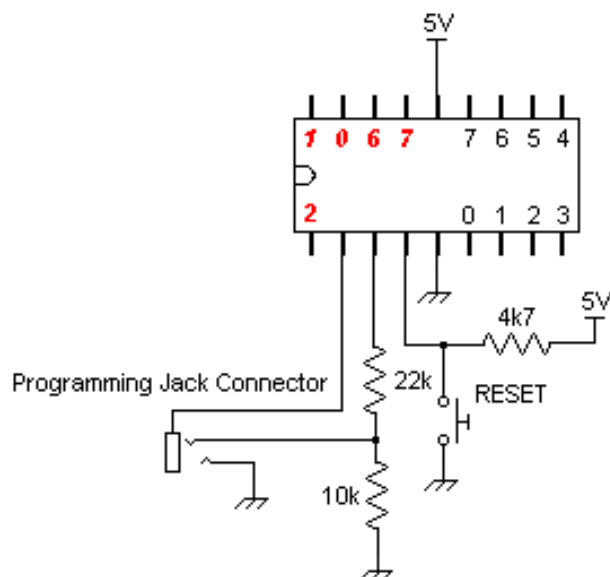 5V
1 0 6 7 7 6 5 4
2 0 1 2 3
5V
4k7
Programming Jack Connector
22k
RESET
10k